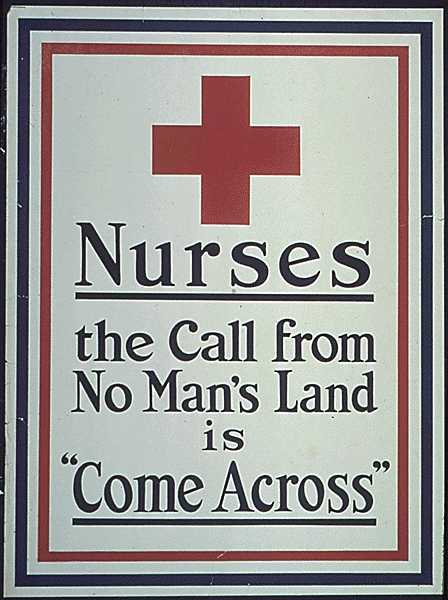 Nurses
the Call from
No Man's Land
is
"Come Across"